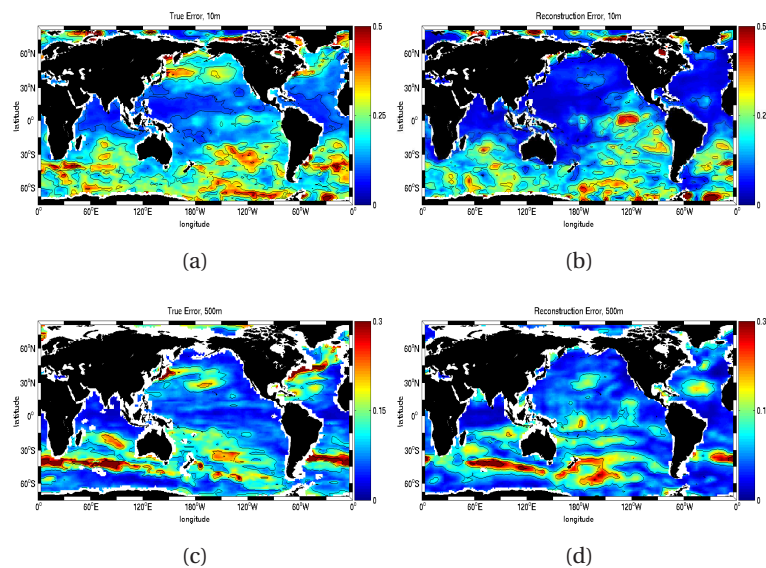 True Error, 10m
Reconstruction Error, 10m
60°N
30°N
0°
30°S
60°S
latitude
0°
60°E
120°E
180°W
120°W
60°W
0°
longitude
0.5
0.25
0
60°N
30°N
0°
30°S
60°S
latitude
0°
60°E
120°E
180°W
120°W
60°W
0°
longitude
0.5
0.2
0
(a)
(b)
True Error, 500m
Reconstruction Error, 500m
60°N
30°N
0°
30°S
60°S
latitude
0°
60°E
120°E
180°W
120°W
60°W
0°
longitude
0.3
0.15
0
60°N
30°N
0°
30°S
60°S
latitude
0°
60°E
120°E
180°W
120°W
60°W
0°
longitude
0.3
0.1
0
(c)
(d)